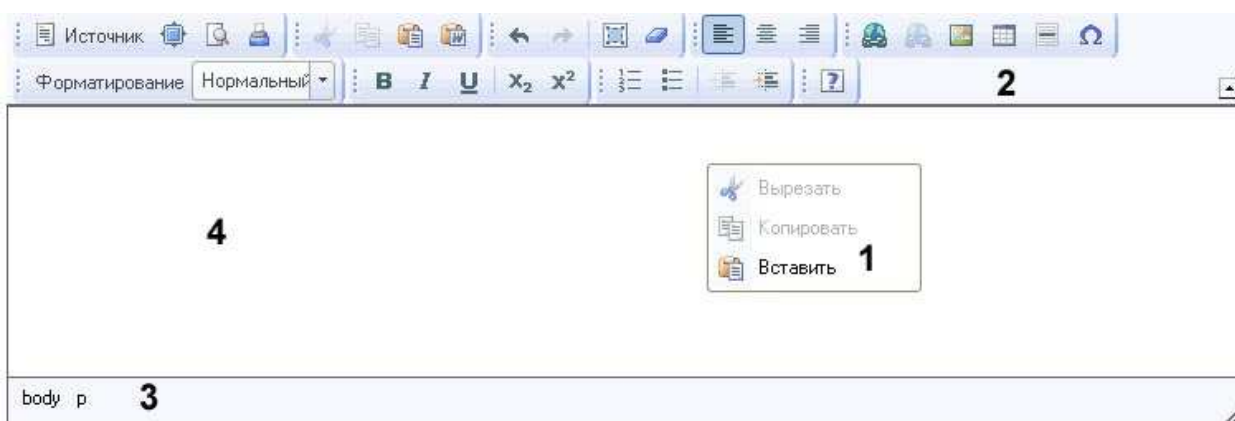 Источник
Форматирование Нормальный B I U X₂ X² 2
Вырезать
4 Копировать
Вставить 1
body p 3